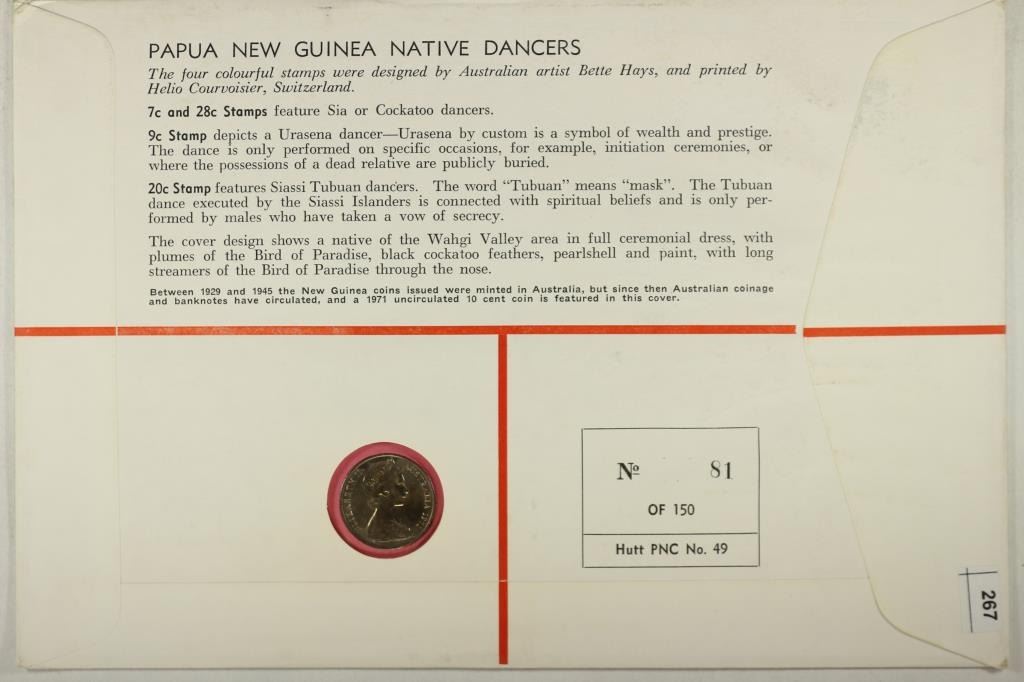 PAPUA NEW GUINEA NATIVE DANCERS
The four colourful stamps were designed by Australian artist Bette Hays, and printed by
Helio Courvoisier, Switzerland.
7c and 28c Stamps feature Sia or Cockatoo dancers.
9c Stamp depicts a Urasena dancer—Urasena by custom is a symbol of wealth and prestige.
The dance is only performed on specific occasions, for example, initiation ceremonies, or
where the possessions of a dead relative are publicly buried.
20c Stamp features Siassi Tubuan dancers. The word "Tubuan" means "mask". The Tubuan
dance executed by the Siassi Islanders is connected with spiritual beliefs and is only per-
formed by males who have taken a vow of secrecy.
The cover design shows a native of the Wahgi Valley area in full ceremonial dress, with
plumes of the Bird of Paradise, black cockatoo feathers, pearlshell and paint, with long
streamers of the Bird of Paradise through the nose.
Between 1929 and 1945 the New Guinea coins issued were minted in Australia, but since then Australian coinage
and banknotes have circulated, and a 1971 uncirculated 10 cent coin is featured in this cover.
ELIZABETH II AUSTRALIA
Nº 81
OF 150
Hutt PNC No. 49
267